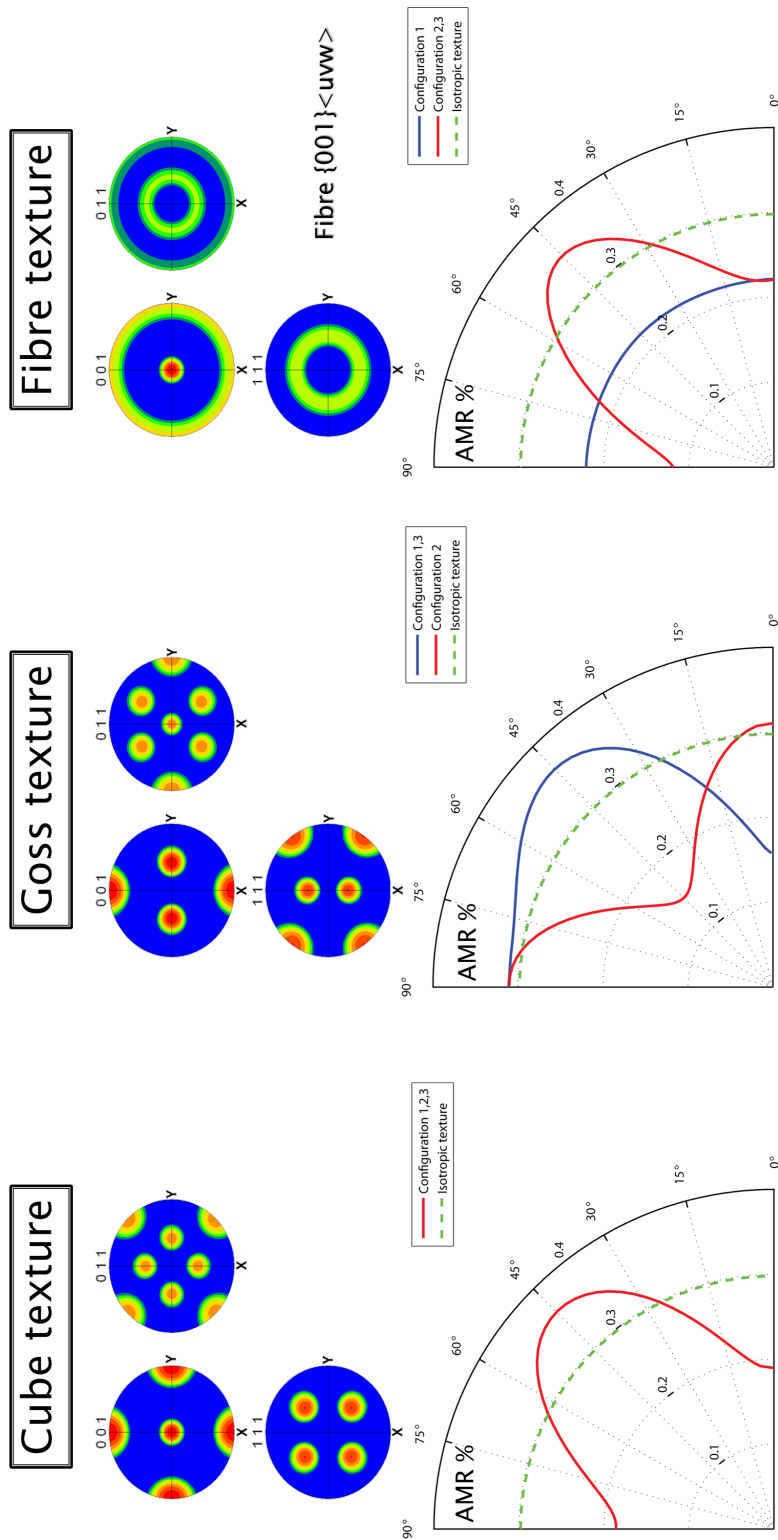 Cube texture
0 0 1
Y
X
0 1 1
Y
X
1 1 1
Y
X
Configuration 1,2,3
Isotropic texture
AMR %
90°
75°
60°
45°
30°
15°
0°
0.4
0.3
0.2
0.1
Goss texture
0 0 1
Y
X
0 1 1
Y
X
1 1 1
Y
X
Configuration 1,3
Configuration 2
Isotropic texture
AMR %
90°
75°
60°
45°
30°
15°
0°
0.4
0.3
0.2
0.1
Fibre texture
0 0 1
Y
X
0 1 1
Y
X
1 1 1
Y
X
Fibre {001}<uvw>
Configuration 1
Configuration 2,3
Isotropic texture
AMR %
90°
75°
60°
45°
30°
15°
0°
0.4
0.3
0.2
0.1